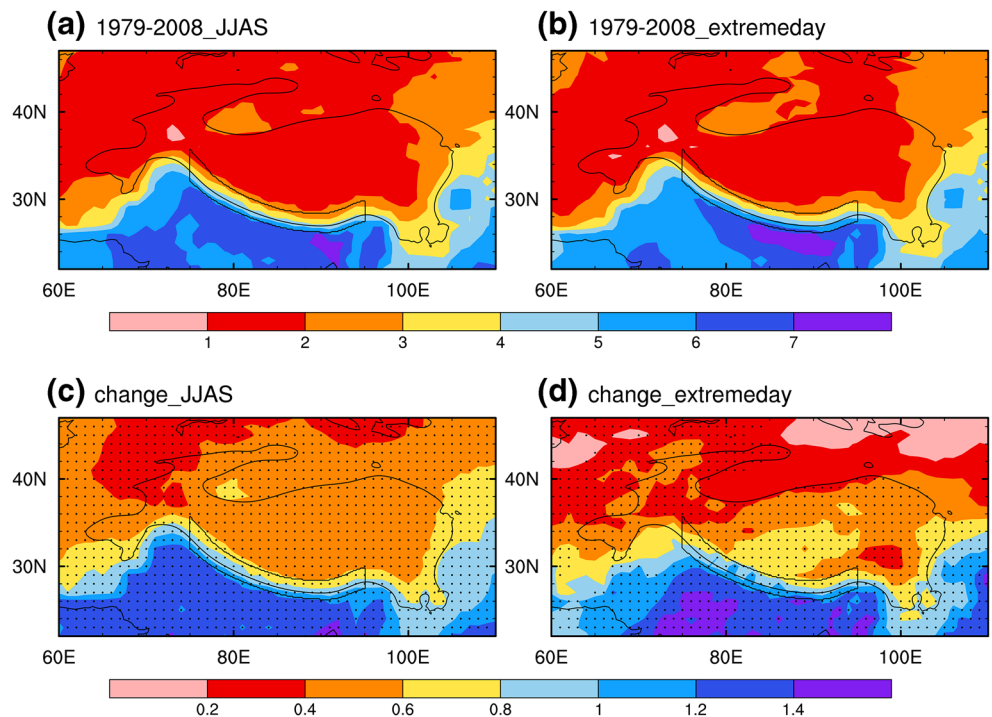 (a) 1979-2008_JJAS
(b) 1979-2008_extremeday
40N
30N
60E 80E 100E
40N
30N
60E 80E 100E
1 2 3 4 5 6 7
(c) change_JJAS
(d) change_extremeday
40N
30N
60E 80E 100E
40N
30N
60E 80E 100E
0.2 0.4 0.6 0.8 1 1.2 1.4